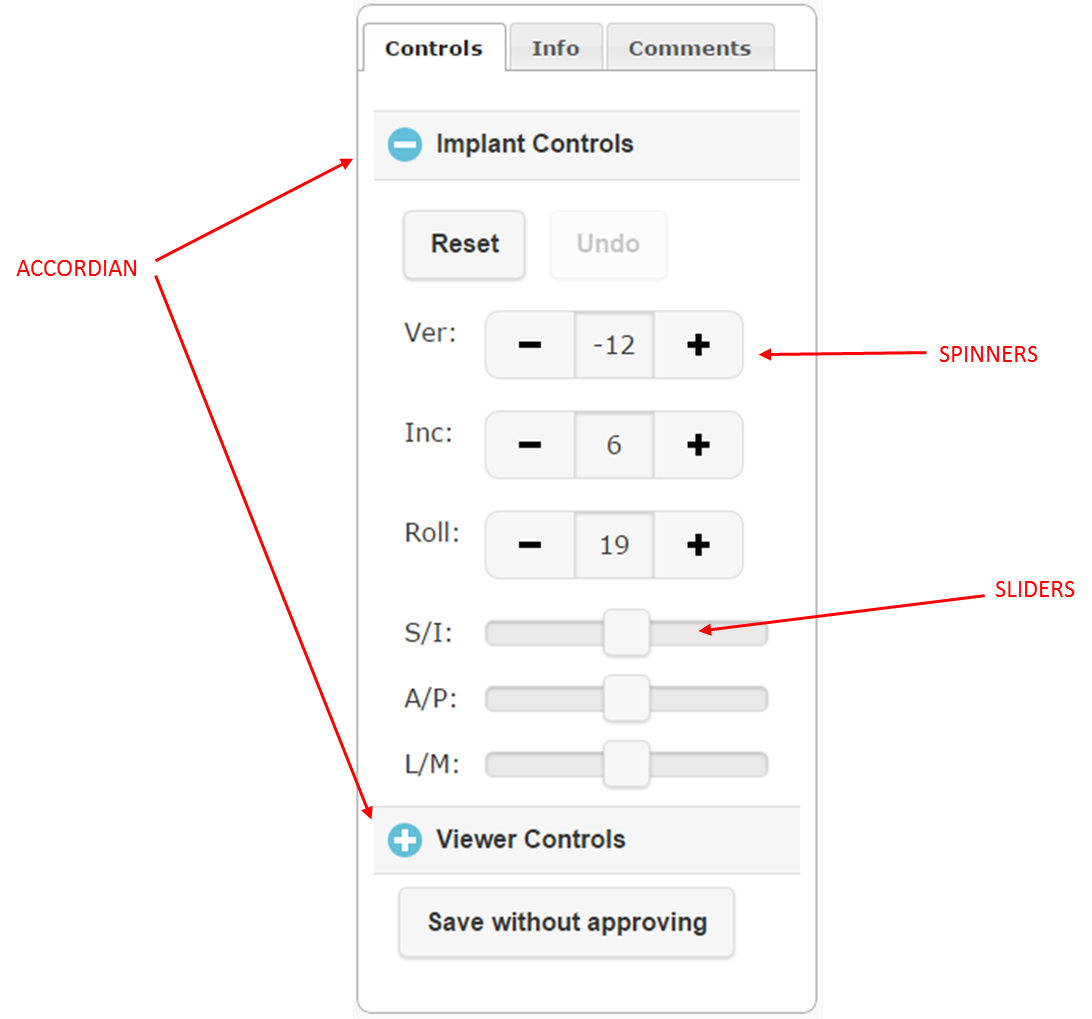 Controls Info Comments
Implant Controls
Reset Undo
ACCORDIAN
Ver: -12
SPINNERS
Inc: 6
Roll: 19
SLIDERS
S/I:
A/P:
L/M:
Viewer Controls
Save without approving